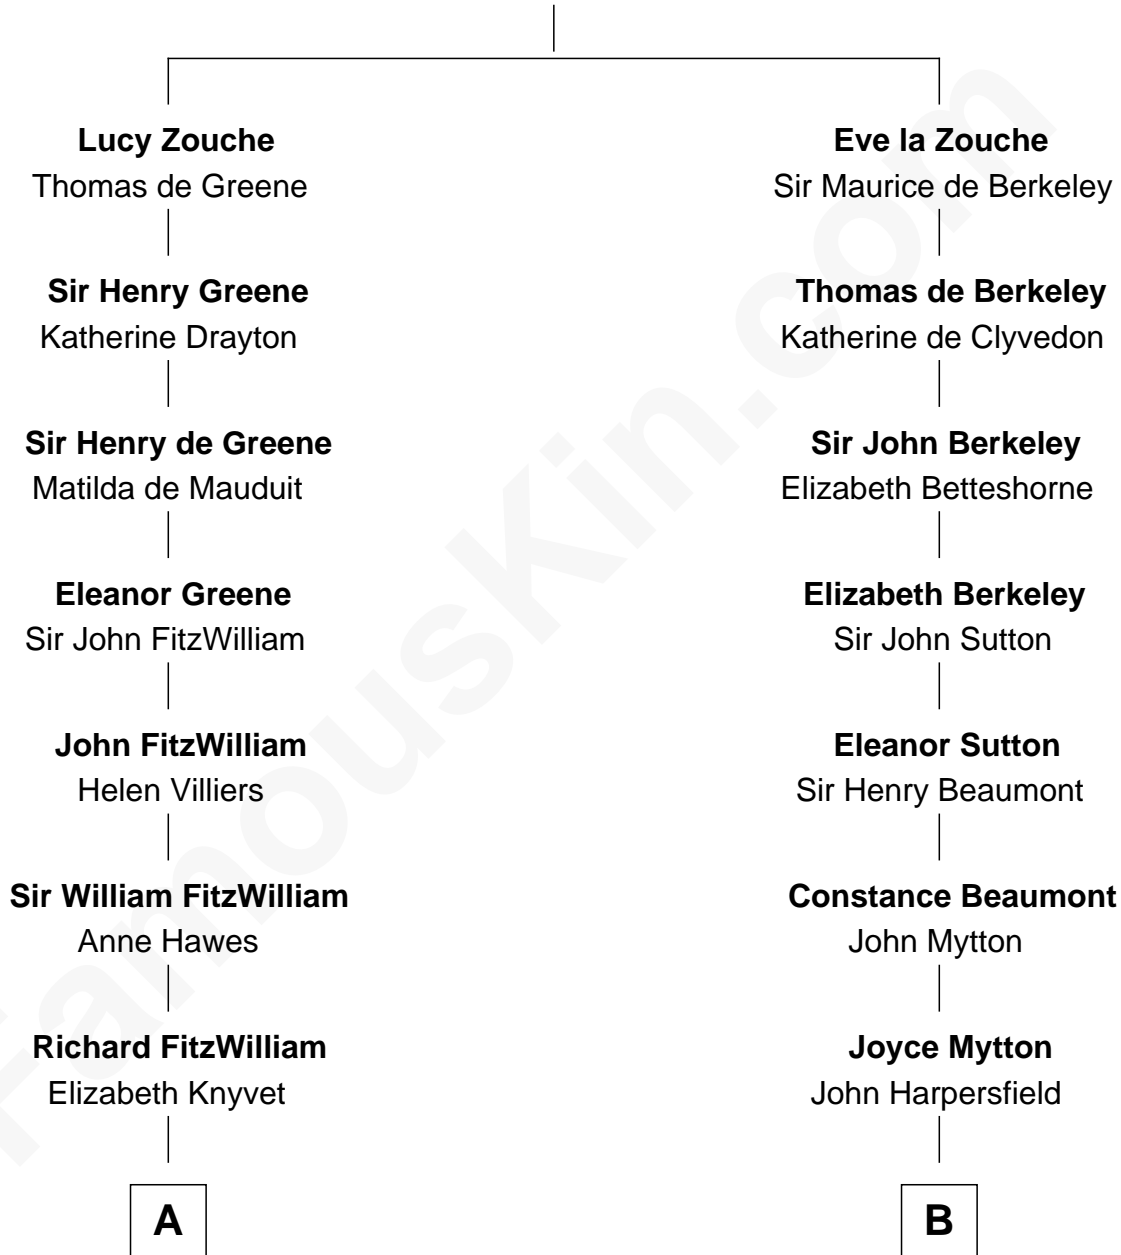 Lucy Zouche
Thomas de Greene
Eve la Zouche
Sir Maurice de Berkeley
Sir Henry Greene
Katherine Drayton
Thomas de Berkeley
Katherine de Clyvedon
Sir Henry de Greene
Matilda de Mauduit
Sir John Berkeley
Elizabeth Betteshorne
Eleanor Greene
Sir John FitzWilliam
Elizabeth Berkeley
Sir John Sutton
John FitzWilliam
Helen Villiers
Eleanor Sutton
Sir Henry Beaumont
Sir William FitzWilliam
Anne Hawes
Constance Beaumont
John Mytton
Richard FitzWilliam
Elizabeth Knyvet
Joyce Mytton
John Harpersfield
A
B
FamousKin.com